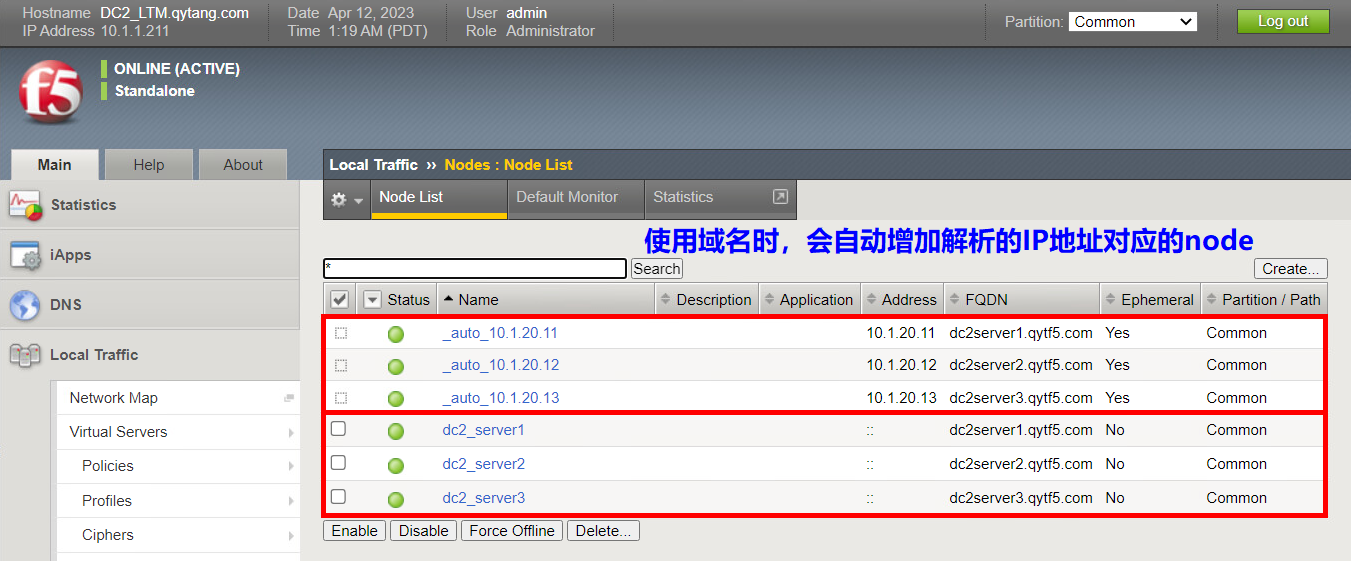 Hostname DC2_LTM.qytang.com Date Apr 12, 2023 User admin
IP Address 10.1.1.211 Time 1:19 AM (PDT) Role Administrator
Partition: Common Log out
f5
ONLINE (ACTIVE)
Standalone
Main Help About
Local Traffic ›› Nodes : Node List
Node List Default Monitor Statistics
Statistics
iApps
DNS
Local Traffic
Network Map
Virtual Servers
Policies
Profiles
Ciphers
使用域名时，会自动增加解析的IP地址对应的node
* Search Create...
Status Name Description Application Address FQDN Ephemeral Partition / Path
_auto_10.1.20.11 10.1.20.11 dc2server1.qytf5.com Yes Common
_auto_10.1.20.12 10.1.20.12 dc2server2.qytf5.com Yes Common
_auto_10.1.20.13 10.1.20.13 dc2server3.qytf5.com Yes Common
dc2_server1 :: dc2server1.qytf5.com No Common
dc2_server2 :: dc2server2.qytf5.com No Common
dc2_server3 :: dc2server3.qytf5.com No Common
Enable Disable Force Offline Delete...